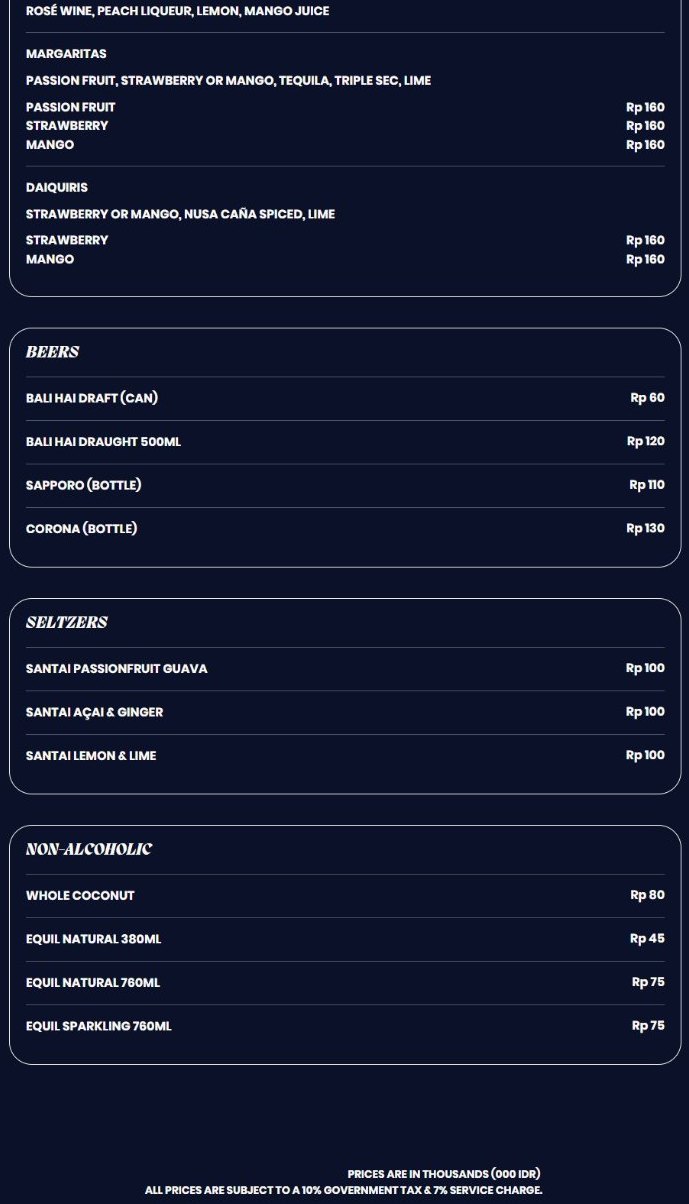 ROSÉ WINE, PEACH LIQUEUR, LEMON, MANGO JUICE
MARGARITAS
PASSION FRUIT, STRAWBERRY OR MANGO, TEQUILA, TRIPLE SEC, LIME
PASSION FRUIT Rp 160
STRAWBERRY Rp 160
MANGO Rp 160
DAIQUIRIS
STRAWBERRY OR MANGO, NUSA CAÑA SPICED, LIME
STRAWBERRY Rp 160
MANGO Rp 160
BEERS
BALI HAI DRAFT (CAN) Rp 60
BALI HAI DRAUGHT 500ML Rp 120
SAPPORO (BOTTLE) Rp 110
CORONA (BOTTLE) Rp 130
SELTZERS
SANTAI PASSIONFRUIT GUAVA Rp 100
SANTAI AÇAI & GINGER Rp 100
SANTAI LEMON & LIME Rp 100
NON-ALCOHOLIC
WHOLE COCONUT Rp 80
EQUIL NATURAL 380ML Rp 45
EQUIL NATURAL 760ML Rp 75
EQUIL SPARKLING 760ML Rp 75
PRICES ARE IN THOUSANDS (000 IDR)
ALL PRICES ARE SUBJECT TO A 10% GOVERNMENT TAX & 7% SERVICE CHARGE.